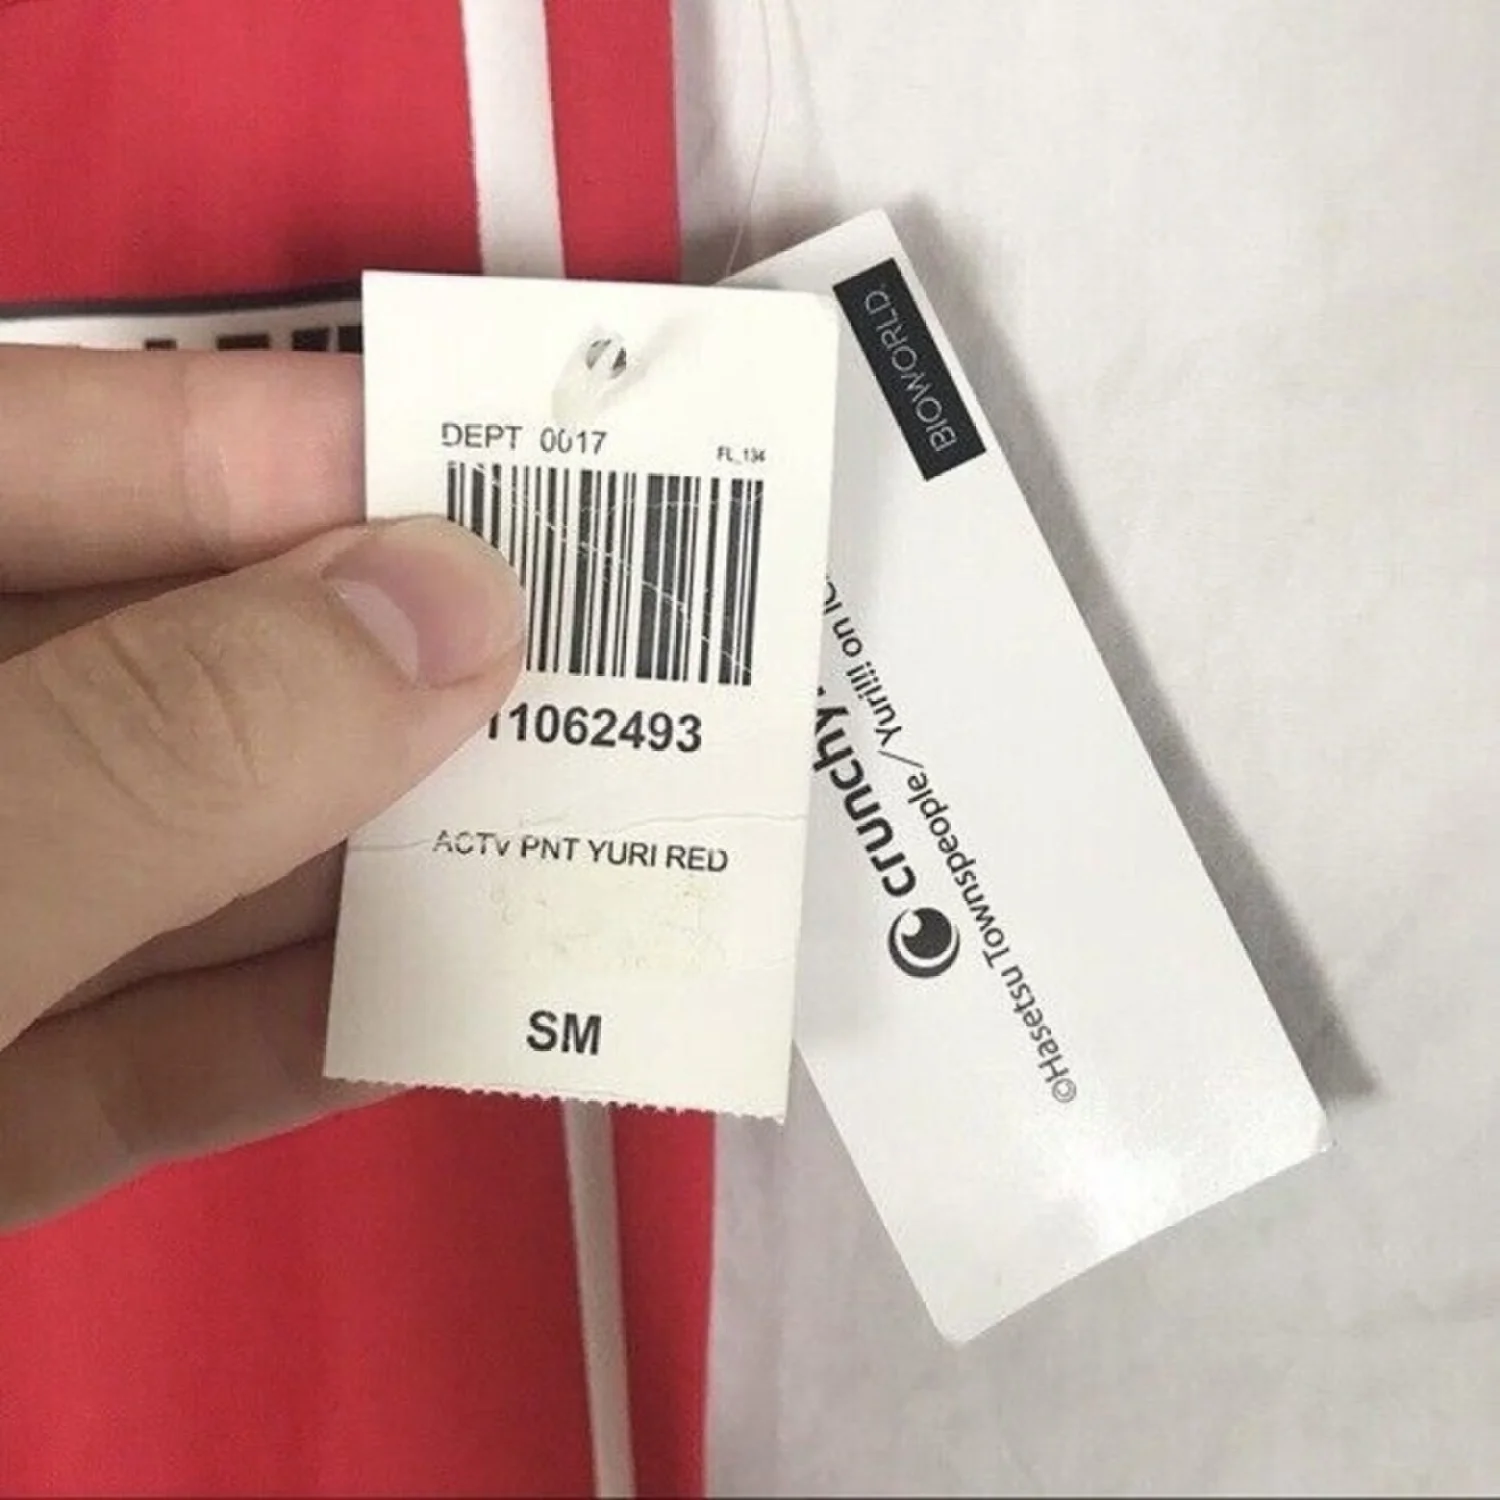 DEPT 0017
FL_134
11062493
ACTV PNT YURI RED
SM
BIOWORLD.
crunchy
©Hasetsu Townspeople/Yuri!!! on